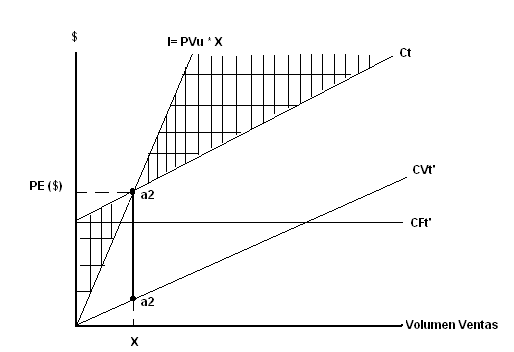 $
I= PVu * X
Ct
PE ($)
a2
CVt'
CFt'
a2
Volumen Ventas
X